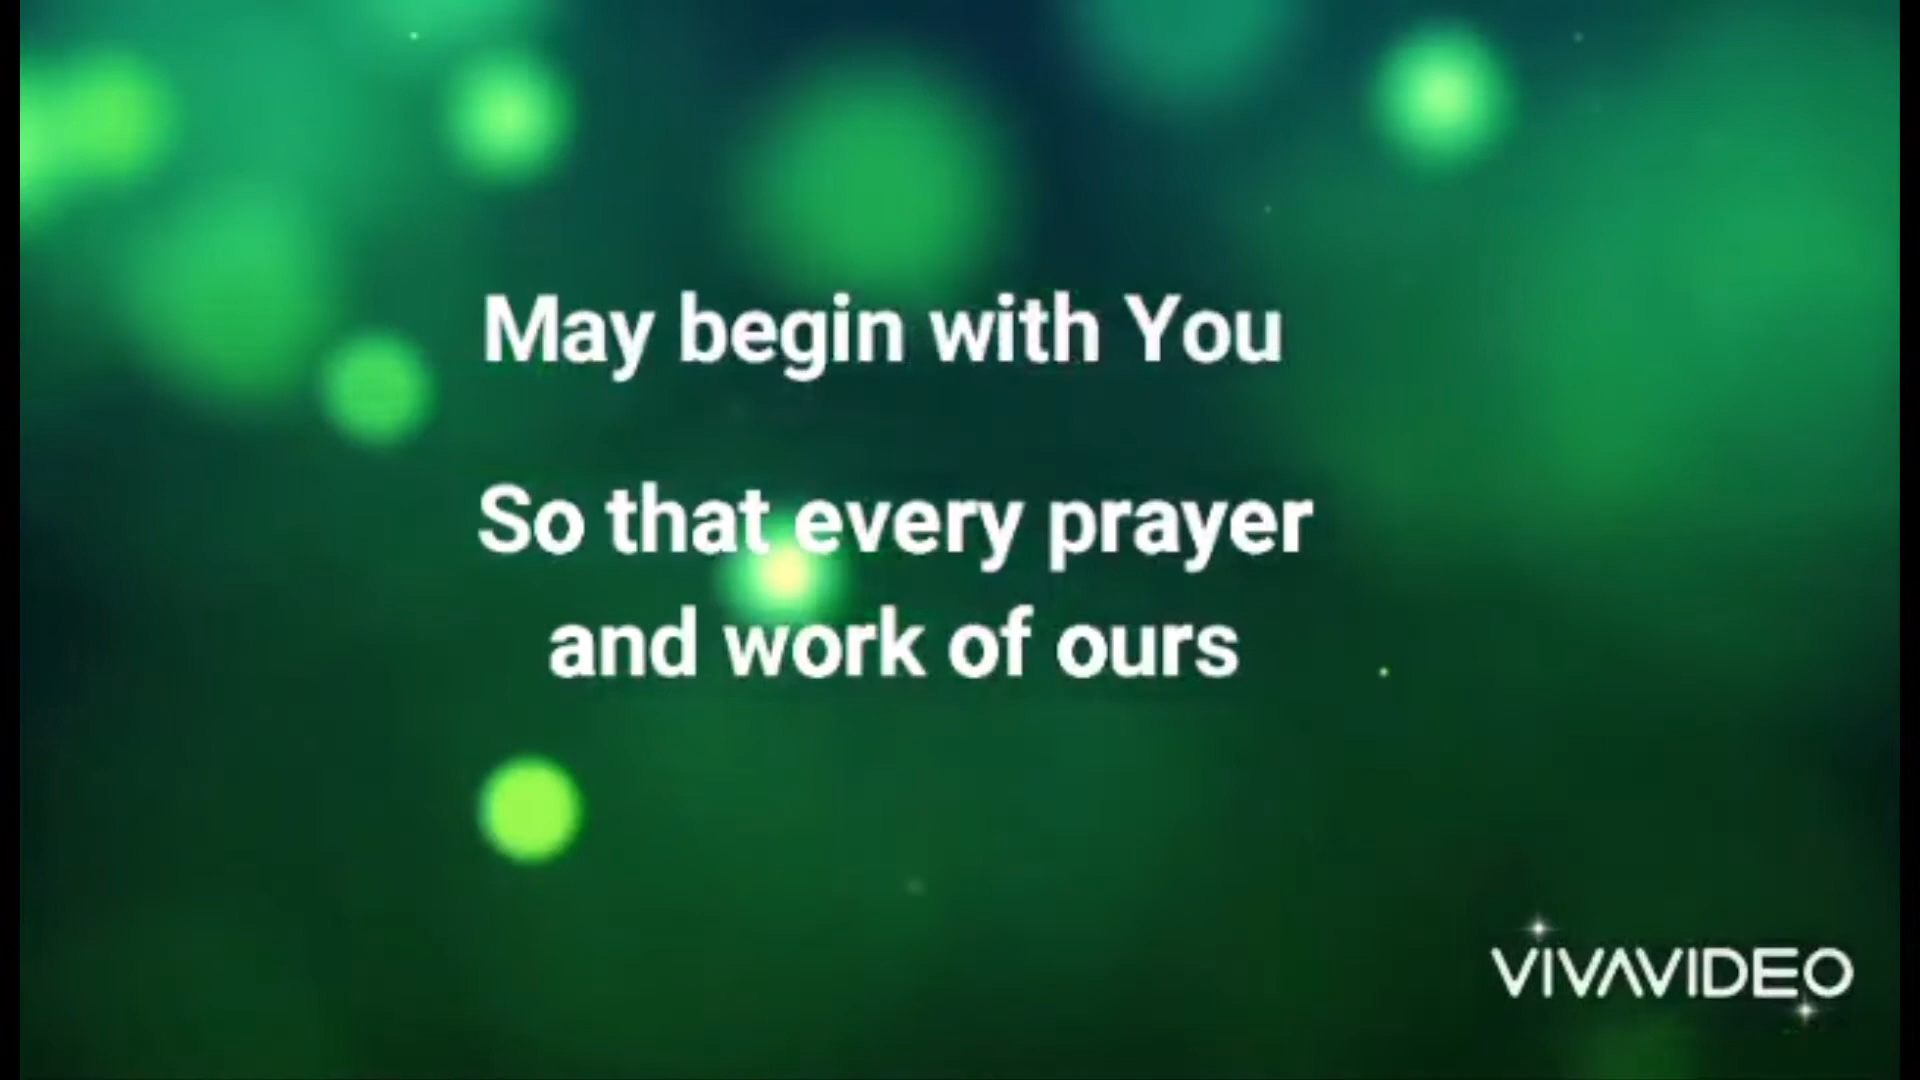 May begin with You
So that every prayer
and work of ours
VIVAVIDEO